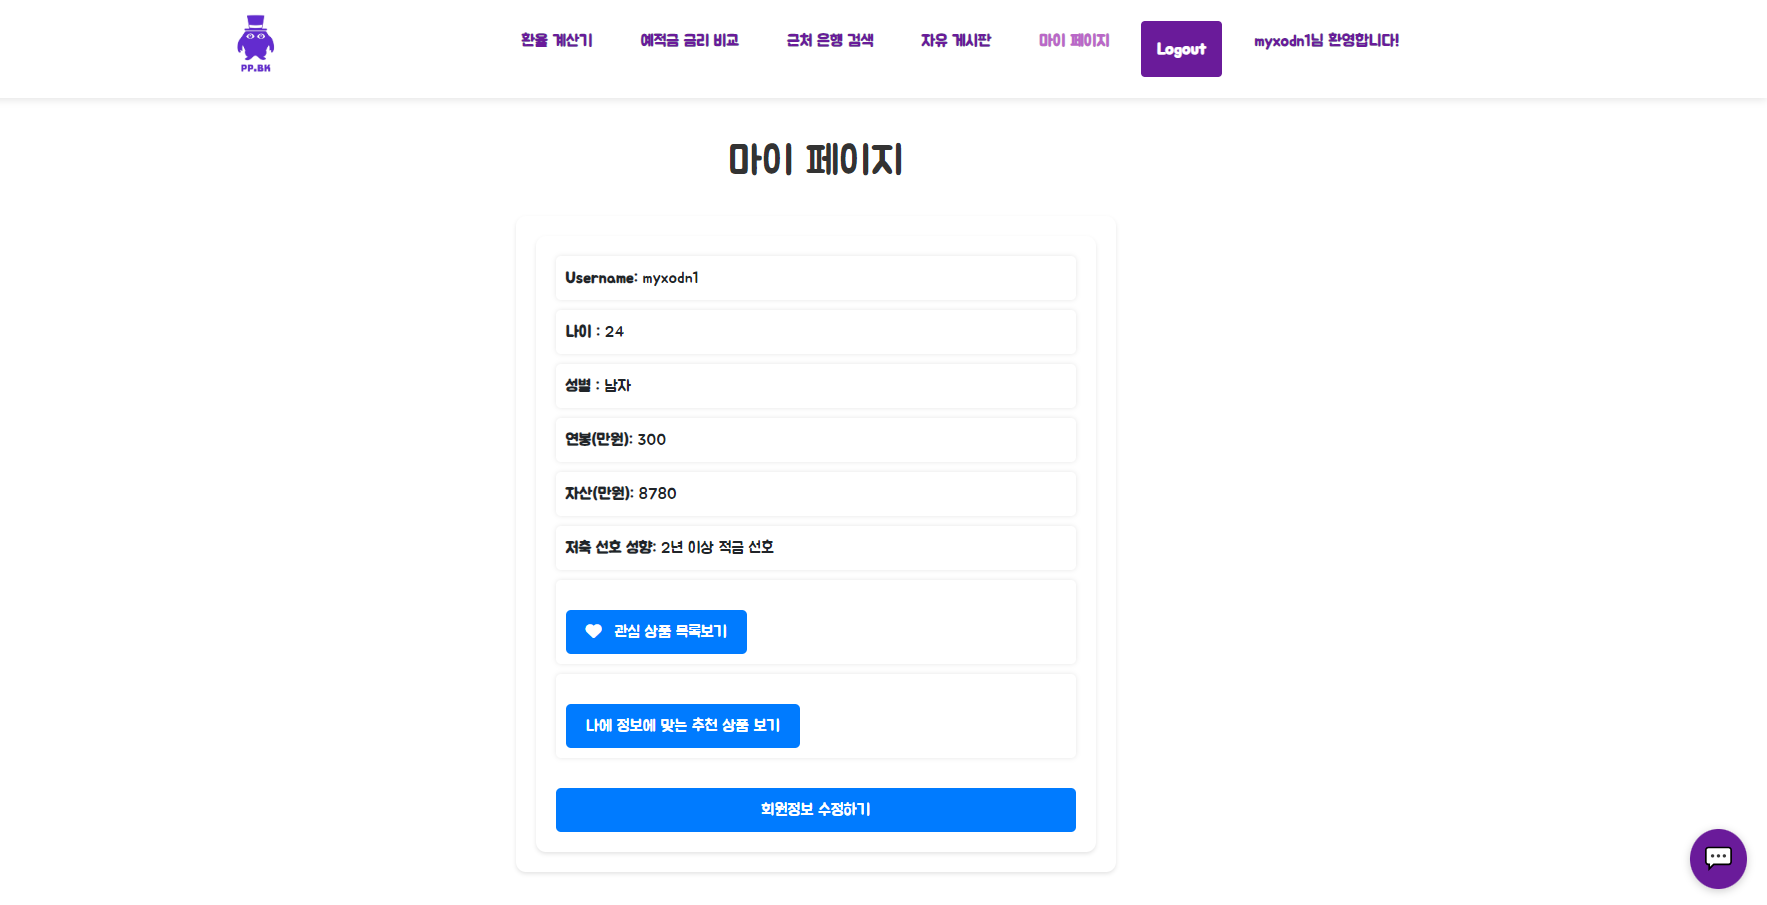 PP.BK
환율 계산기
예적금 금리 비교
근처 은행 검색
자유 게시판
마이 페이지
Logout
myxodn1님 환영합니다!
마이 페이지
Username: myxodn1
나이 : 24
성별 : 남자
연봉(만원): 300
자산(만원): 8780
저축 선호 성향: 2년 이상 적금 선호
관심 상품 목록보기
나에 정보에 맞는 추천 상품 보기
회원정보 수정하기